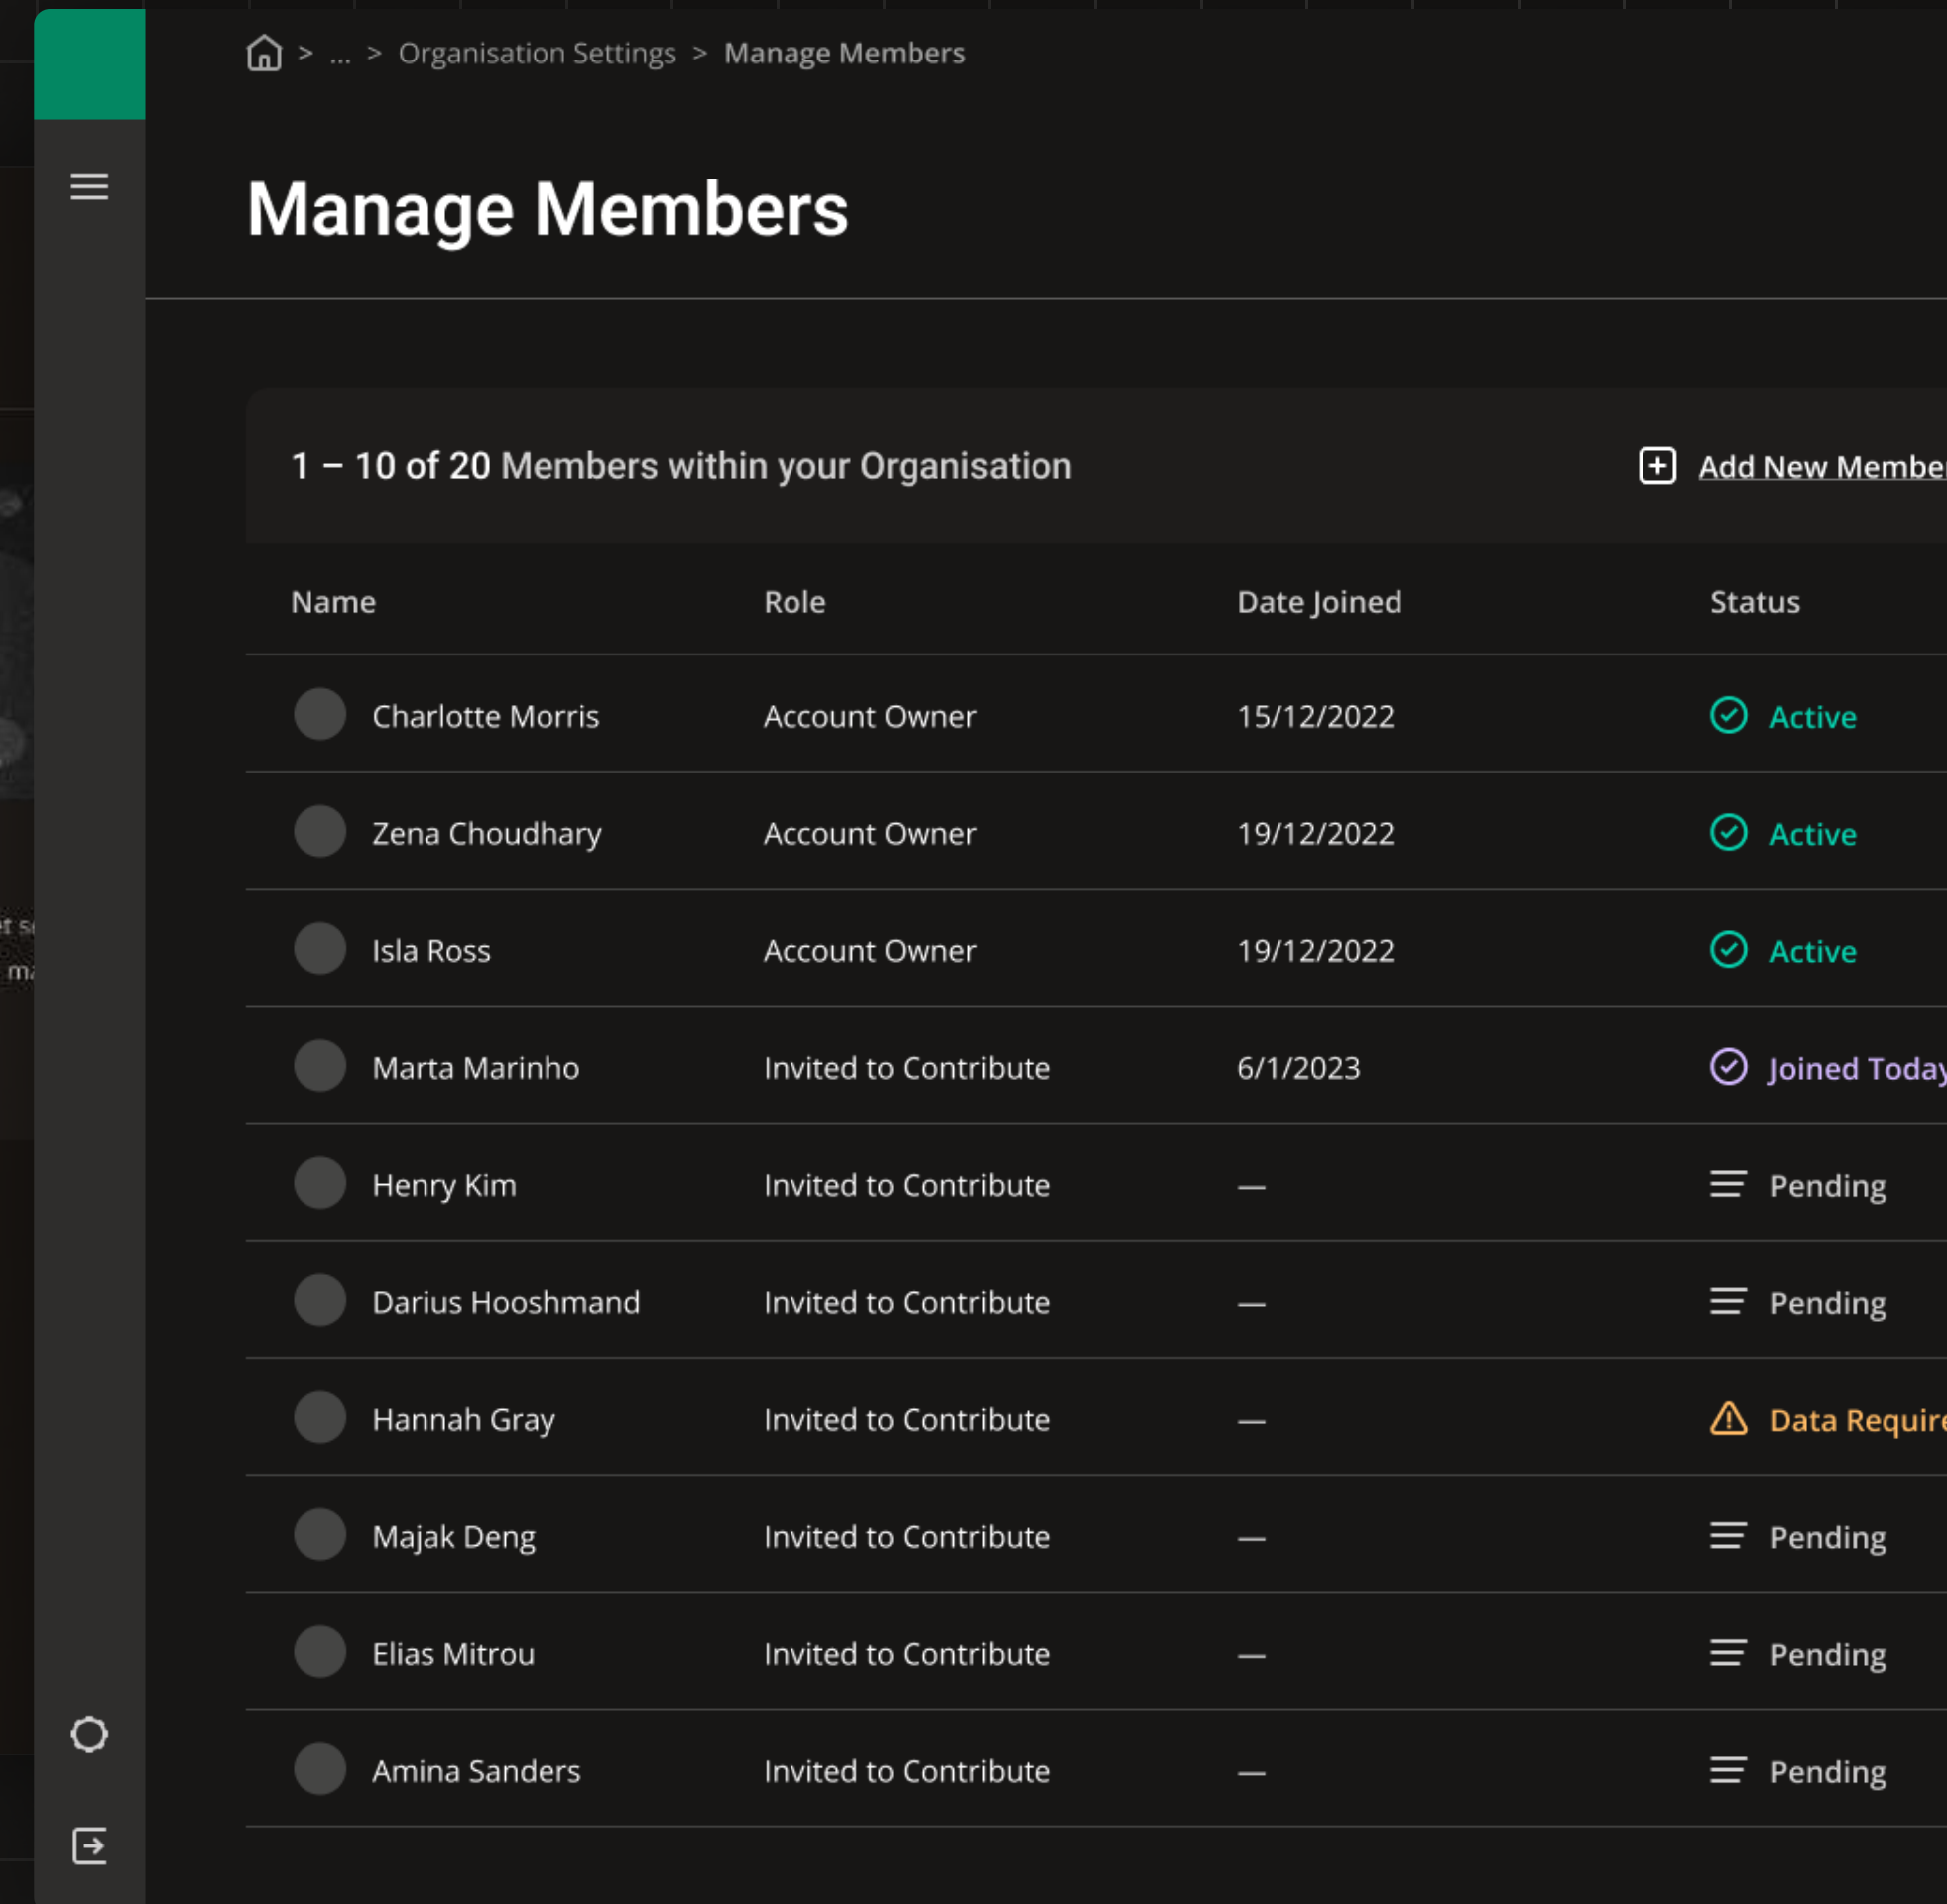 > ... > Organisation Settings > Manage Members
Manage Members
1 – 10 of 20 Members within your Organisation Add New Member
Name Role Date Joined Status
Charlotte Morris Account Owner 15/12/2022 Active
Zena Choudhary Account Owner 19/12/2022 Active
Isla Ross Account Owner 19/12/2022 Active
Marta Marinho Invited to Contribute 6/1/2023 Joined Today
Henry Kim Invited to Contribute — Pending
Darius Hooshmand Invited to Contribute — Pending
Hannah Gray Invited to Contribute — Data Require
Majak Deng Invited to Contribute — Pending
Elias Mitrou Invited to Contribute — Pending
Amina Sanders Invited to Contribute — Pending